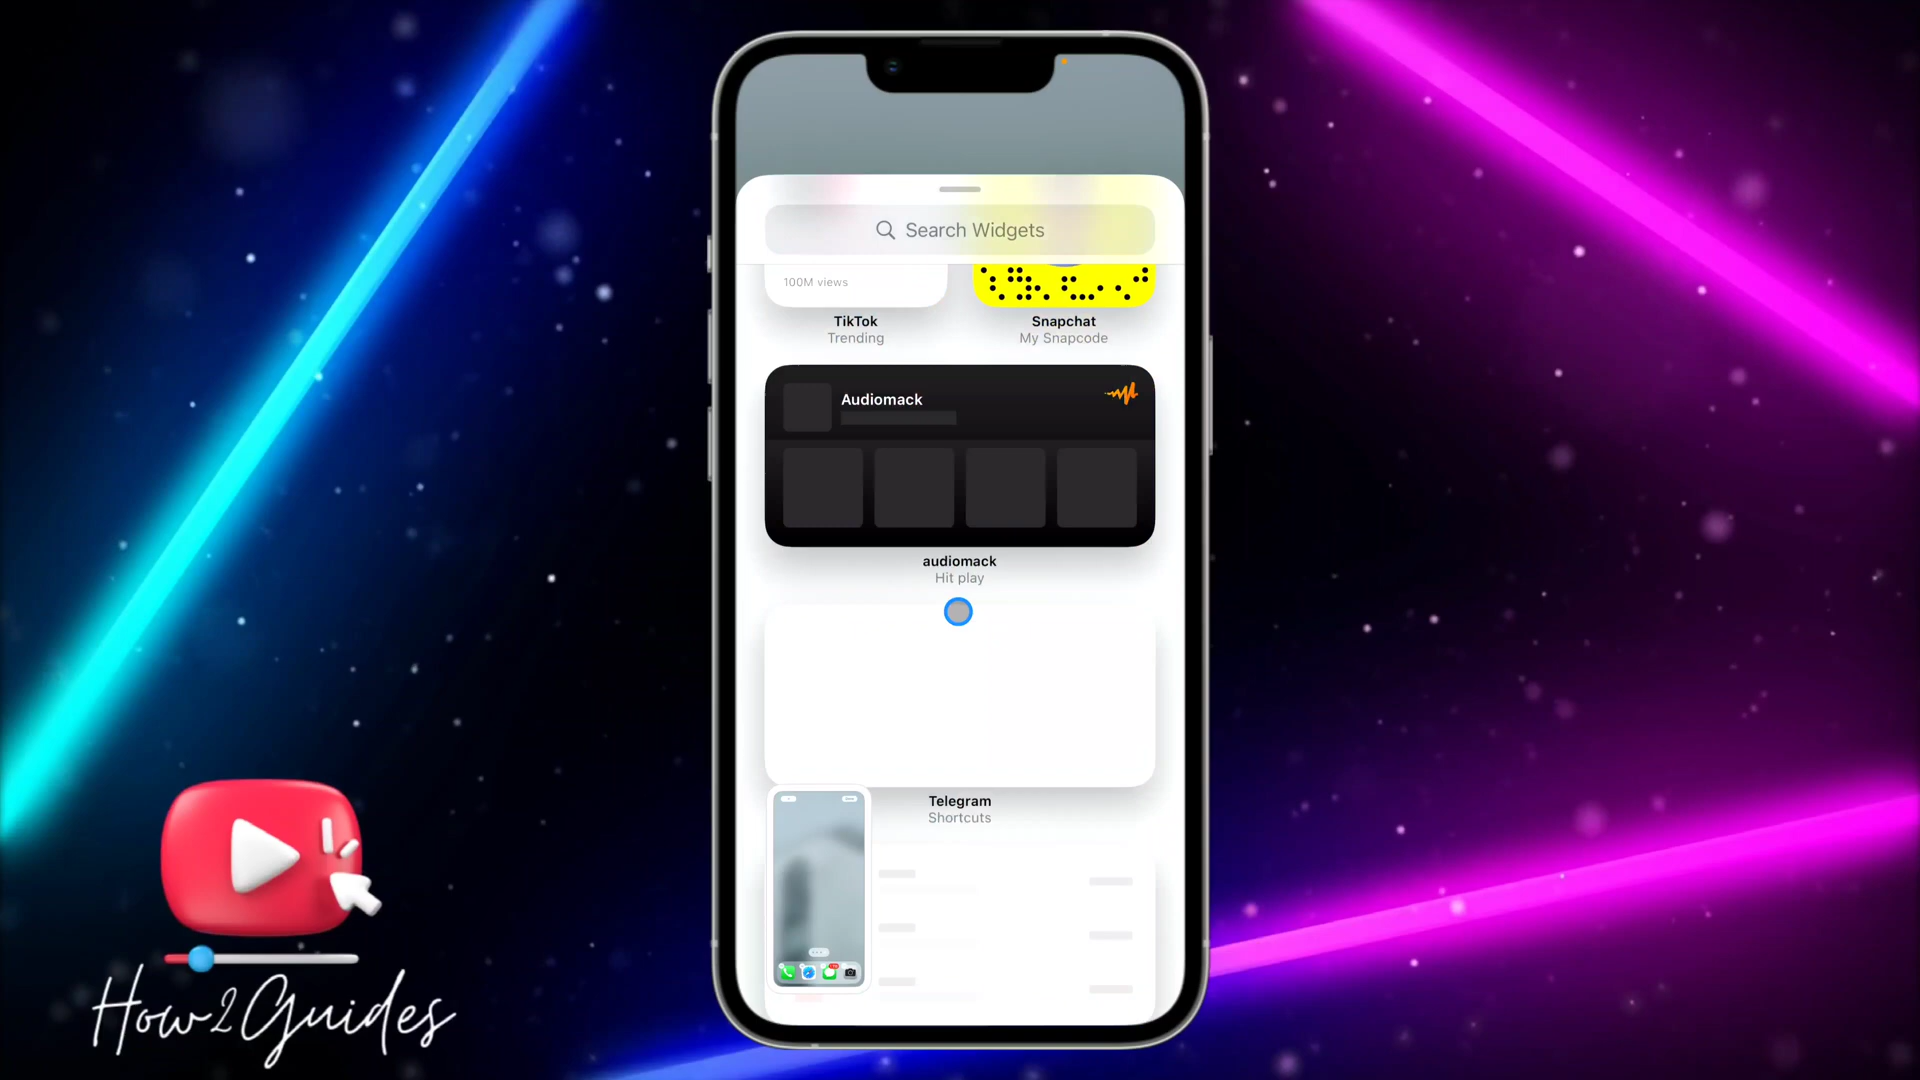 Search Widgets
100M views
TikTok
Trending
Snapchat
My Snapcode
Audiomack
audiomack
Hit play
Telegram
Shortcuts
How2Guides